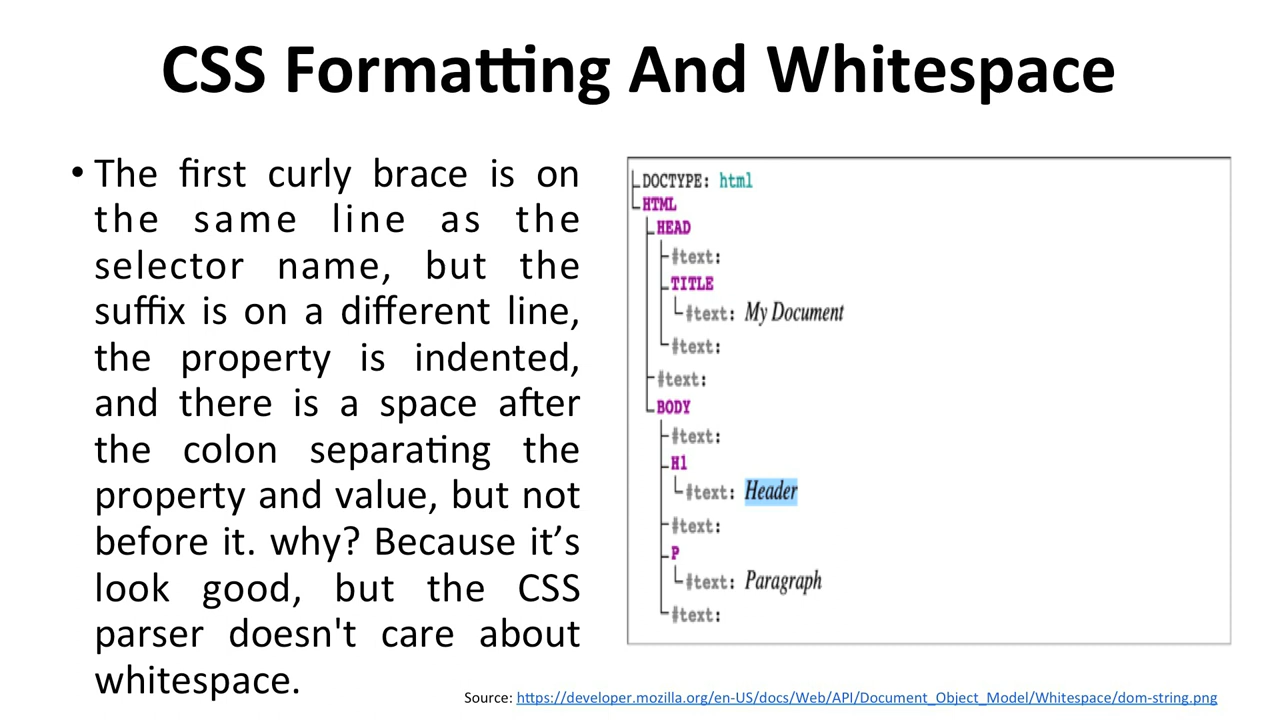 CSS Formatting And Whitespace
• The first curly brace is on
the same line as the
selector name, but the
suffix is on a different line,
the property is indented,
and there is a space after
the colon separating the
property and value, but not
before it. why? Because it’s
look good, but the CSS
parser doesn't care about
whitespace.
DOCTYPE: html
HTML
HEAD
#text:
TITLE
#text: My Document
#text:
#text:
BODY
#text:
H1
#text: Header
#text:
P
#text: Paragraph
#text:
Source: https://developer.mozilla.org/en-US/docs/Web/API/Document_Object_Model/Whitespace/dom-string.png